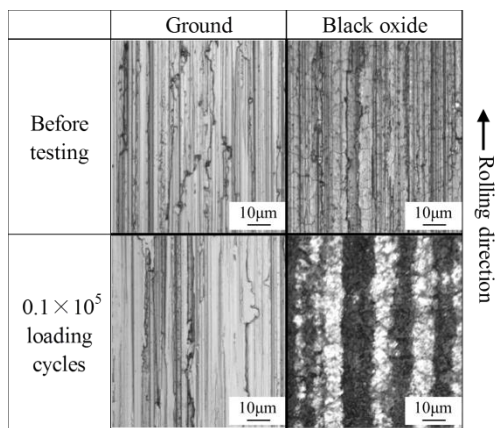 Ground
Black oxide
Before
testing
10μm
10μm
0.1×10⁵
loading
cycles
10μm
10μm
Rolling direction